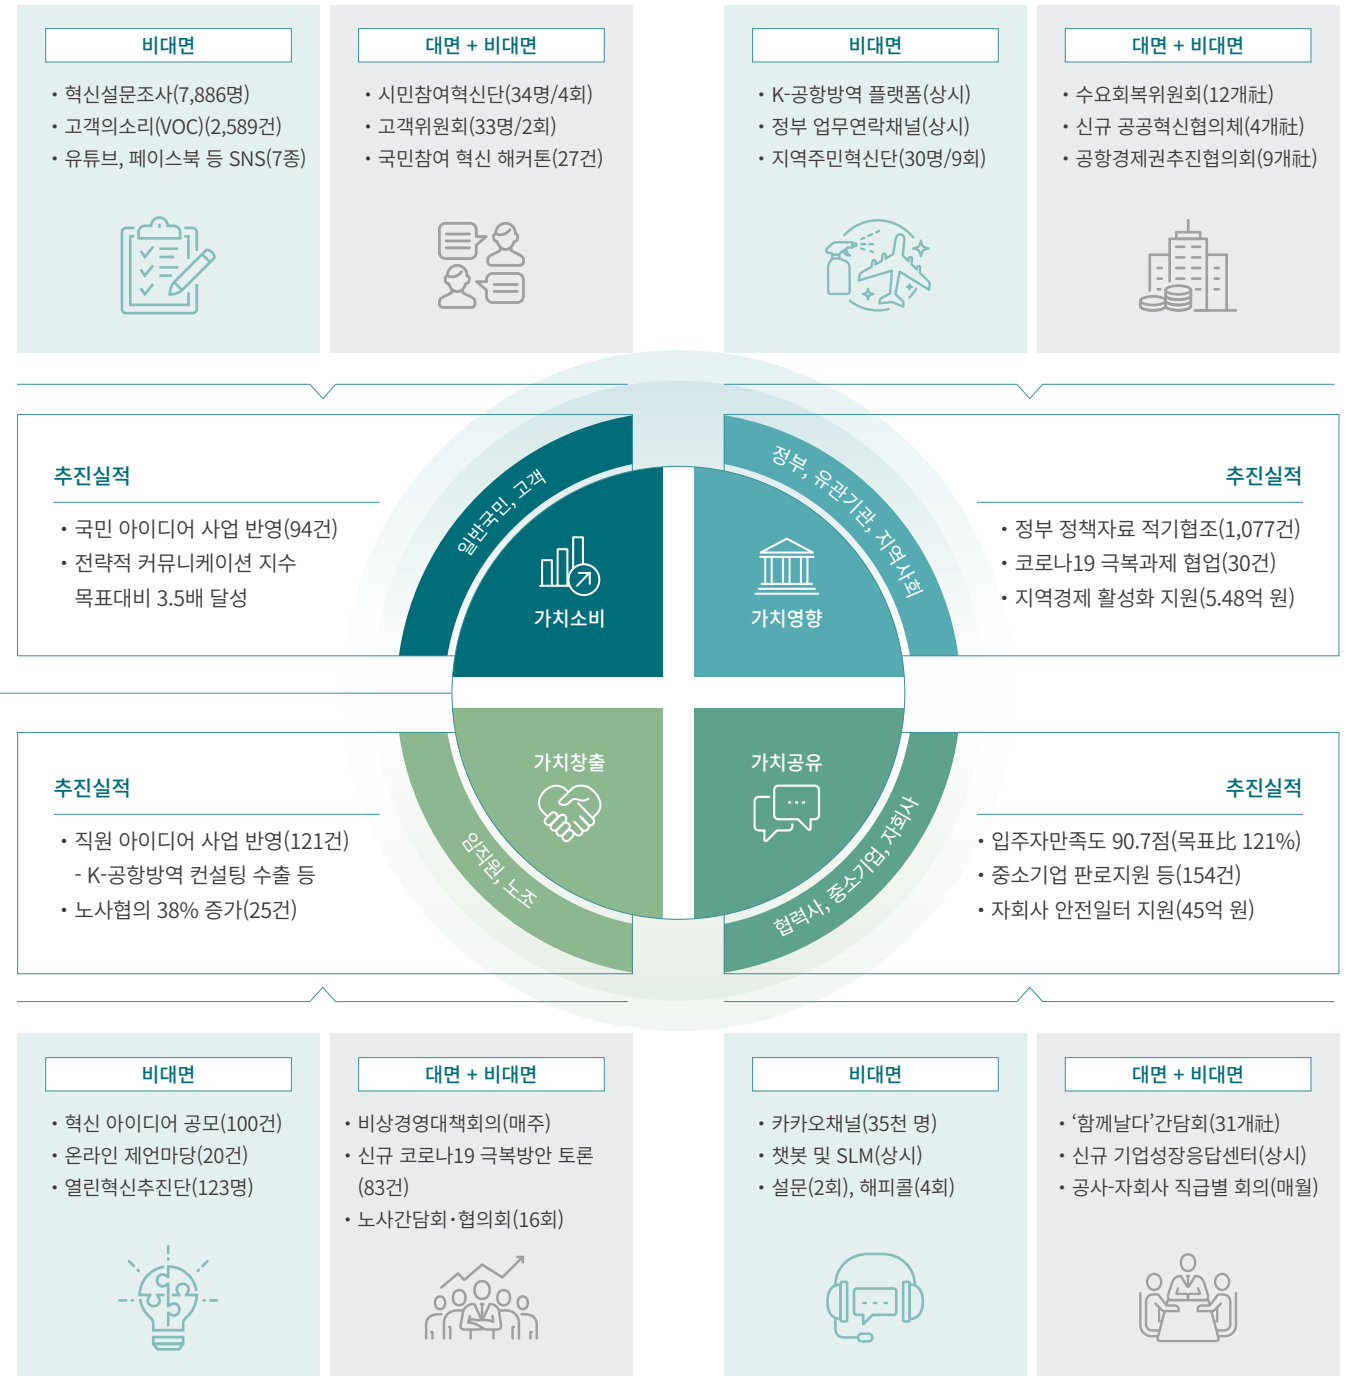 비대면
• 혁신설문조사(7,886명)
• 고객의소리(VOC)(2,589건)
• 유튜브, 페이스북 등 SNS(7종)
대면 + 비대면
• 시민참여혁신단(34명/4회)
• 고객위원회(33명/2회)
• 국민참여 혁신 해커톤(27건)
비대면
• K-공항방역 플랫폼(상시)
• 정부 업무연락채널(상시)
• 지역주민혁신단(30명/9회)
대면 + 비대면
• 수요회복위원회(12개社)
• 신규 공공혁신협의체(4개社)
• 공항경제권추진협의회(9개社)
추진실적
• 국민 아이디어 사업 반영(94건)
• 전략적 커뮤니케이션 지수
목표대비 3.5배 달성
일반국민, 고객
가치소비
정부, 유관기관, 지역사회
가치영향
추진실적
• 정부 정책자료 적기협조(1,077건)
• 코로나19 극복과제 협업(30건)
• 지역경제 활성화 지원(5.48억 원)
추진실적
• 직원 아이디어 사업 반영(121건)
- K-공항방역 컨설팅 수출 등
• 노사협의 38% 증가(25건)
가치창출
임직원, 노조
가치공유
협력사, 중소기업, 자회사
추진실적
• 입주자만족도 90.7점(목표比 121%)
• 중소기업 판로지원 등(154건)
• 자회사 안전일터 지원(45억 원)
비대면
• 혁신 아이디어 공모(100건)
• 온라인 제언마당(20건)
• 열린혁신추진단(123명)
대면 + 비대면
• 비상경영대책회의(매주)
• 신규 코로나19 극복방안 토론
(83건)
• 노사간담회·협의회(16회)
비대면
• 카카오채널(35천 명)
• 챗봇 및 SLM(상시)
• 설문(2회), 해피콜(4회)
대면 + 비대면
• ‘함께날다’간담회(31개社)
• 신규 기업성장응답센터(상시)
• 공사-자회사 직급별 회의(매월)